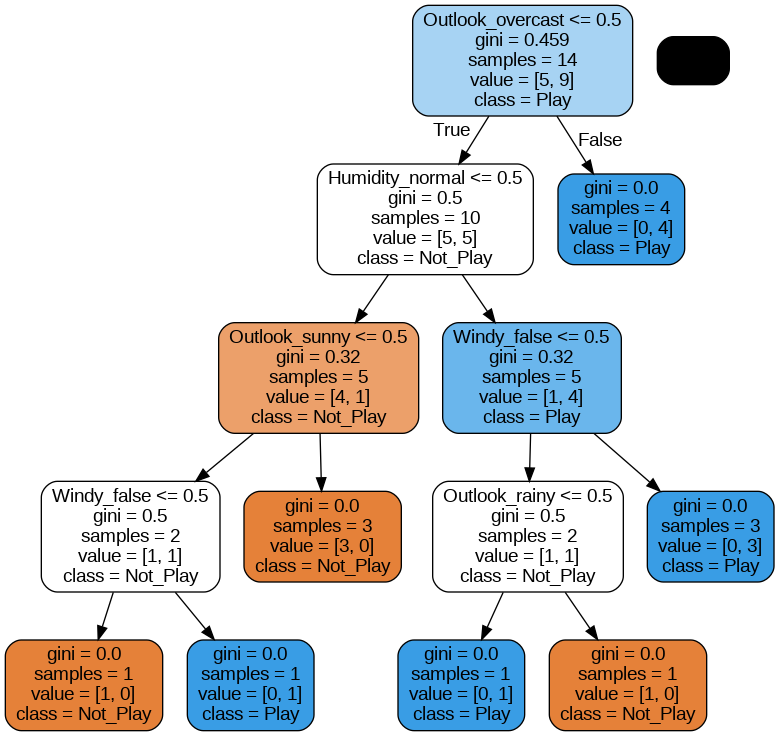 Outlook_overcast <= 0.5
gini = 0.459
samples = 14
value = [5, 9]
class = Play
True
False
Humidity_normal <= 0.5
gini = 0.5
samples = 10
value = [5, 5]
class = Not_Play
gini = 0.0
samples = 4
value = [0, 4]
class = Play
Outlook_sunny <= 0.5
gini = 0.32
samples = 5
value = [4, 1]
class = Not_Play
Windy_false <= 0.5
gini = 0.32
samples = 5
value = [1, 4]
class = Play
Windy_false <= 0.5
gini = 0.5
samples = 2
value = [1, 1]
class = Not_Play
gini = 0.0
samples = 3
value = [3, 0]
class = Not_Play
Outlook_rainy <= 0.5
gini = 0.5
samples = 2
value = [1, 1]
class = Not_Play
gini = 0.0
samples = 3
value = [0, 3]
class = Play
gini = 0.0
samples = 1
value = [1, 0]
class = Not_Play
gini = 0.0
samples = 1
value = [0, 1]
class = Play
gini = 0.0
samples = 1
value = [0, 1]
class = Play
gini = 0.0
samples = 1
value = [1, 0]
class = Not_Play